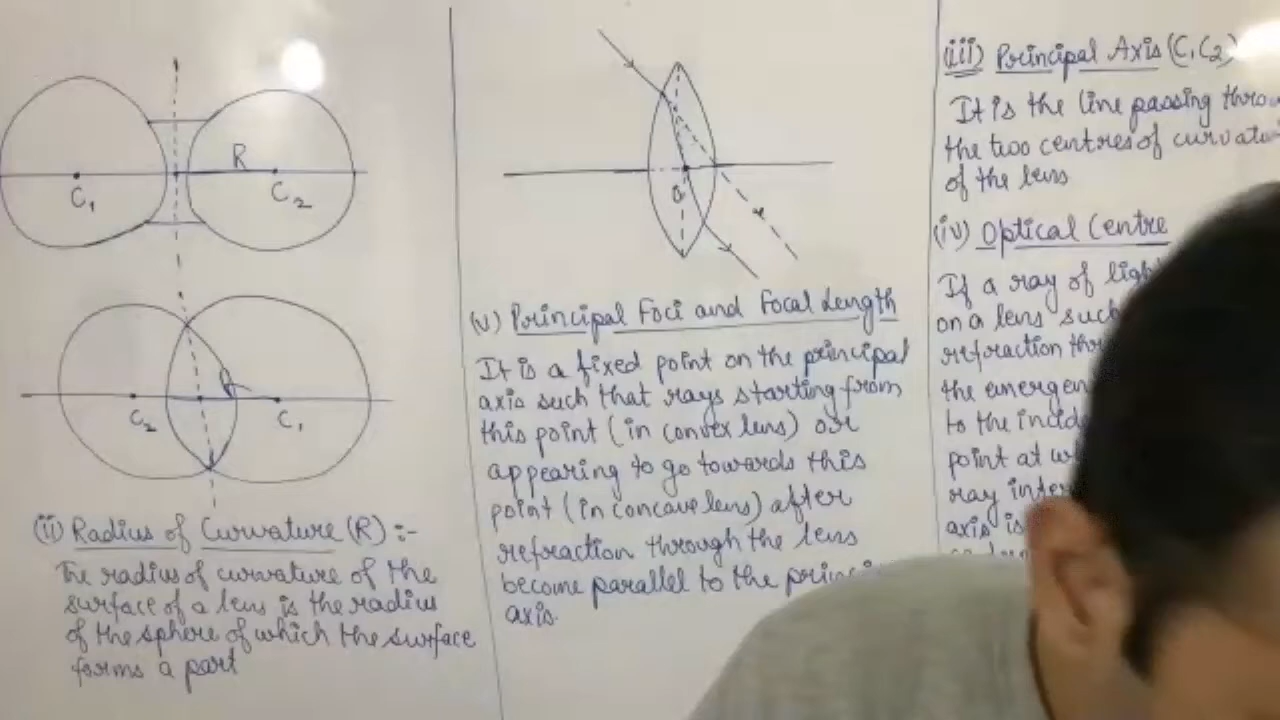 R
C₁
C₂
C₂
C₁
(ii) Radius of Curvature (R) :-
The radius of curvature of the
surface of a lens is the radius
of the sphere of which the surface
forms a part
O
(v) Principal Foci and Focal Length
It is a fixed point on the principal
axis such that rays starting from
this point (in convex lens) or
appearing to go towards this
point (in concave lens) after
refraction through the lens
become parallel to the princi
axis.
(iii) Principal Axis (C₁C₂)
It is the line passing throu
the two centres of curvatu
of the lens
(iv) Optical Centre
If a ray of ligh
on a lens such
refraction thr
the emergen
to the incide
point at wh
ray inter
axis is